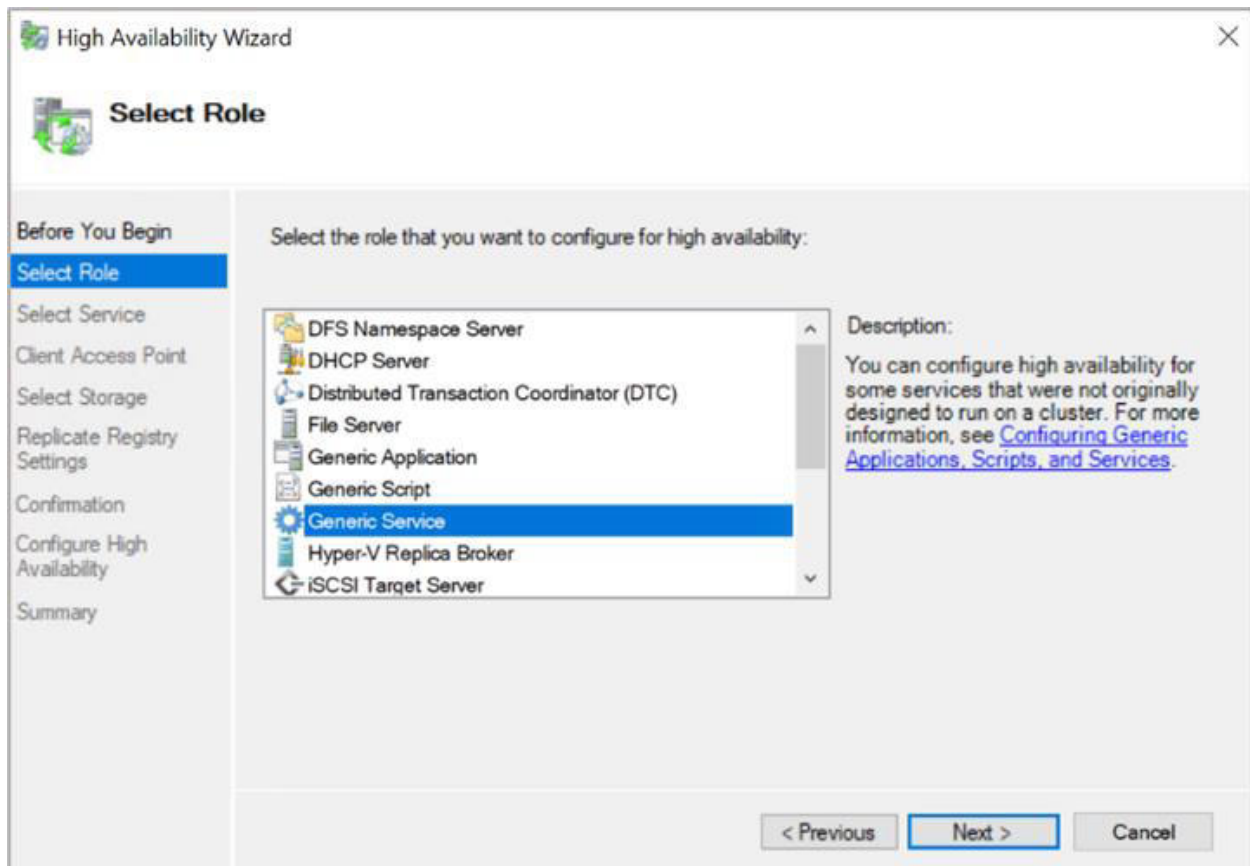 High Availability Wizard
Select Role
Before You Begin
Select Role
Select Service
Client Access Point
Select Storage
Replicate Registry
Settings
Confirmation
Configure High
Availability
Summary
Select the role that you want to configure for high availability:
DFS Namespace Server
DHCP Server
Distributed Transaction Coordinator (DTC)
File Server
Generic Application
Generic Script
Generic Service
Hyper-V Replica Broker
iSCSI Target Server
Description:
You can configure high availability for
some services that were not originally
designed to run on a cluster. For more
information, see Configuring Generic
Applications, Scripts, and Services.
< Previous
Next >
Cancel